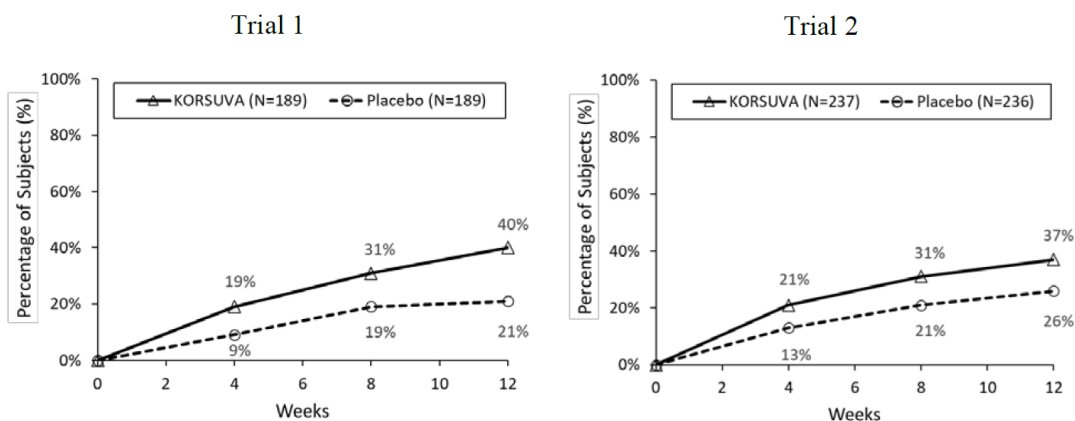 Trial 1
Percentage of Subjects (%)
100%
80%
60%
40%
20%
0%
KORSUVA (N=189) Placebo (N=189)
19%
31%
40%
9%
19%
21%
0 2 4 6 8 10 12
Weeks
Trial 2
Percentage of Subjects (%)
100%
80%
60%
40%
20%
0%
KORSUVA (N=237) Placebo (N=236)
21%
31%
37%
13%
21%
26%
0 2 4 6 8 10 12
Weeks